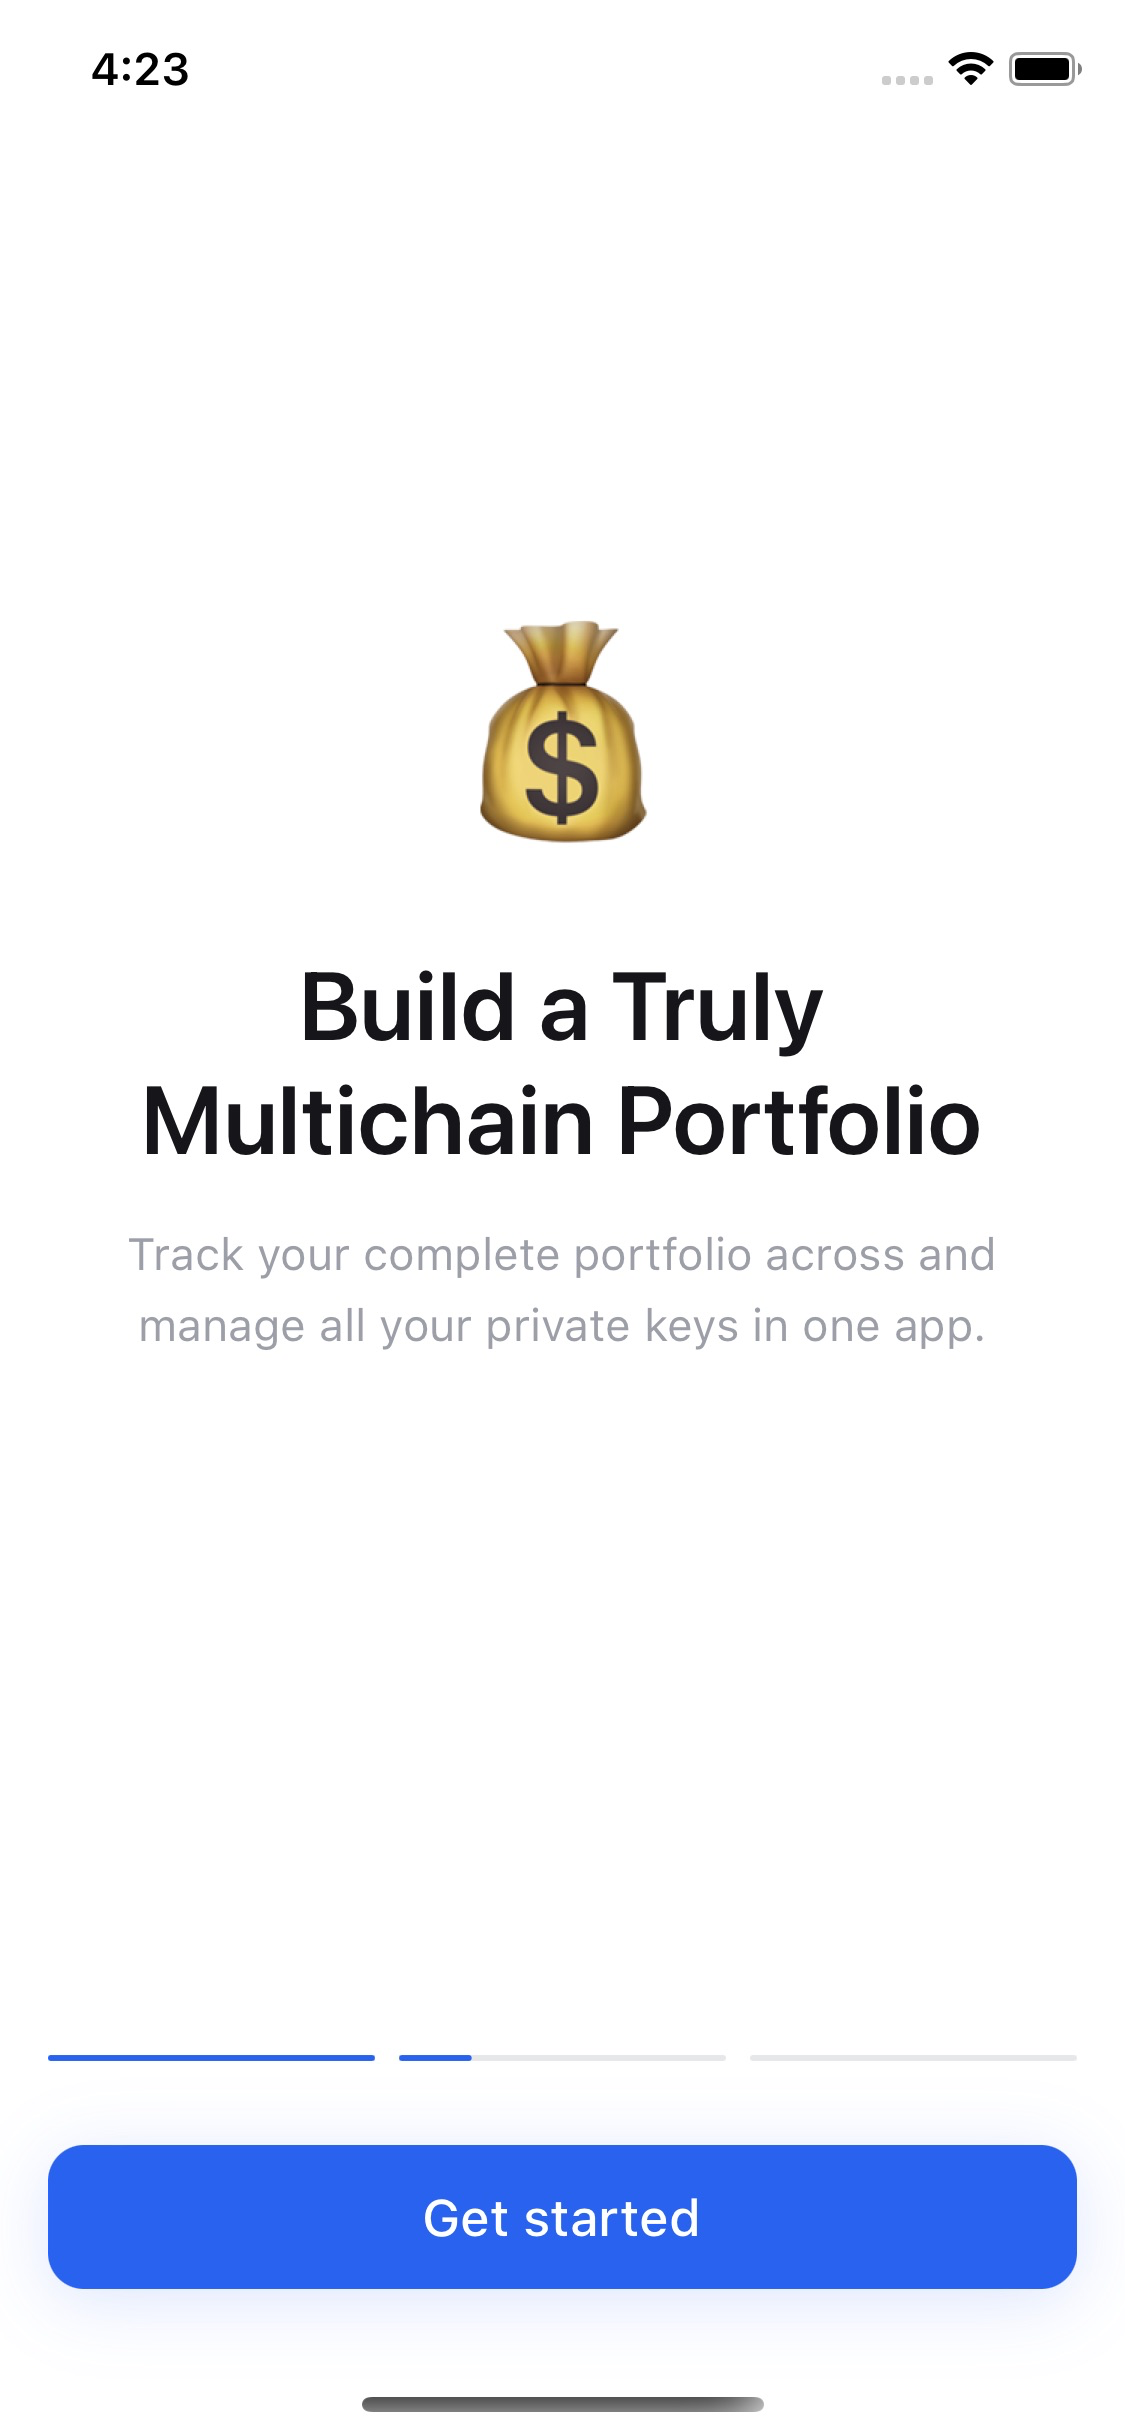 4:23
$
Build a Truly
Multichain Portfolio
Track your complete portfolio across and
manage all your private keys in one app.
Get started